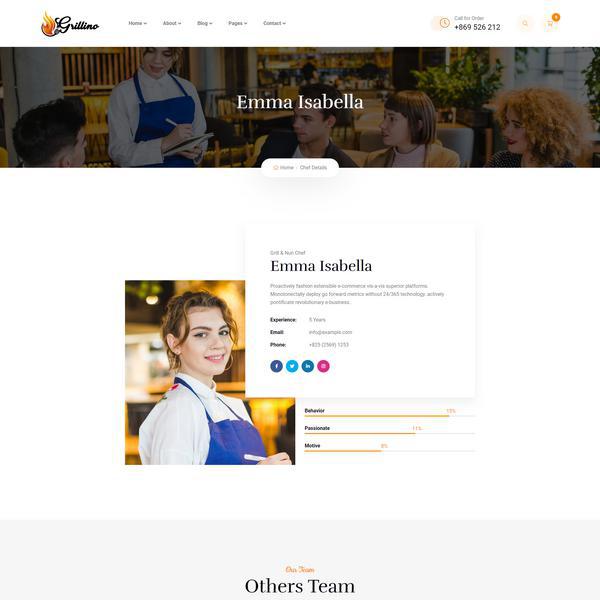 Grillino
Home
About
Blog
Pages
Contact
Call for Order
+869 526 212
Emma Isabella
Home
Chef Details
Grill & Nun Chef
Emma Isabella
Proactively fashion extensible e-commerce vis-a-vis superior platforms.
Monotonectally deploy go forward metrics without 24/365 technology. actively
pontificate revolutionary e-business.
Experience: 5 Years
Email: info@example.com
Phone: +825 (2569) 1253
Behavior
Passionate 11%
Motive
Our Team
Others Team